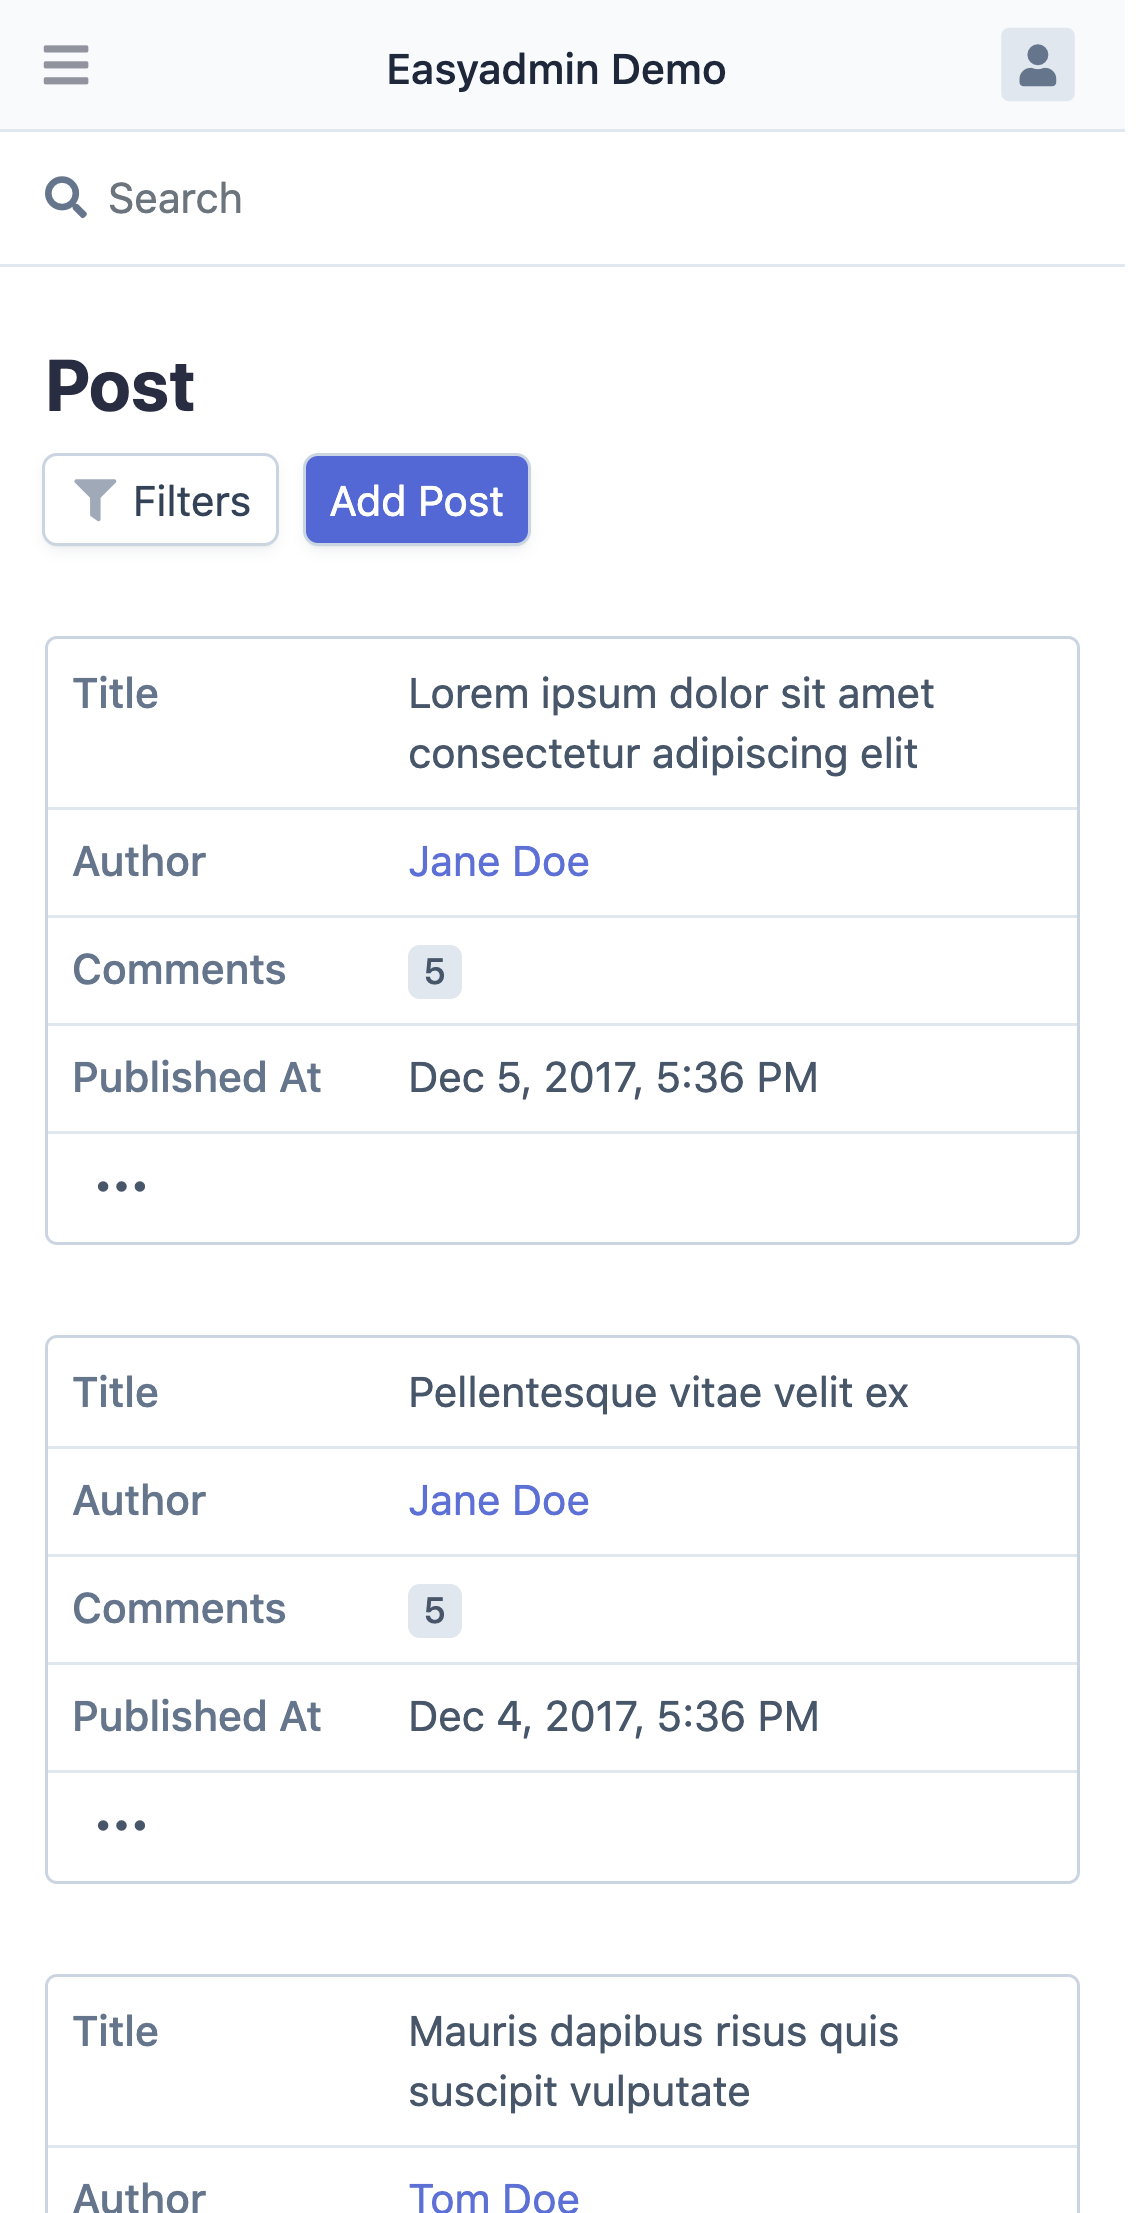 Easyadmin Demo
Search
Post
Filters
Add Post
Title
Lorem ipsum dolor sit amet
consectetur adipiscing elit
Author
Jane Doe
Comments
5
Published At
Dec 5, 2017, 5:36 PM
Title
Pellentesque vitae velit ex
Author
Jane Doe
Comments
5
Published At
Dec 4, 2017, 5:36 PM
Title
Mauris dapibus risus quis
suscipit vulputate
Author
Tom Doe